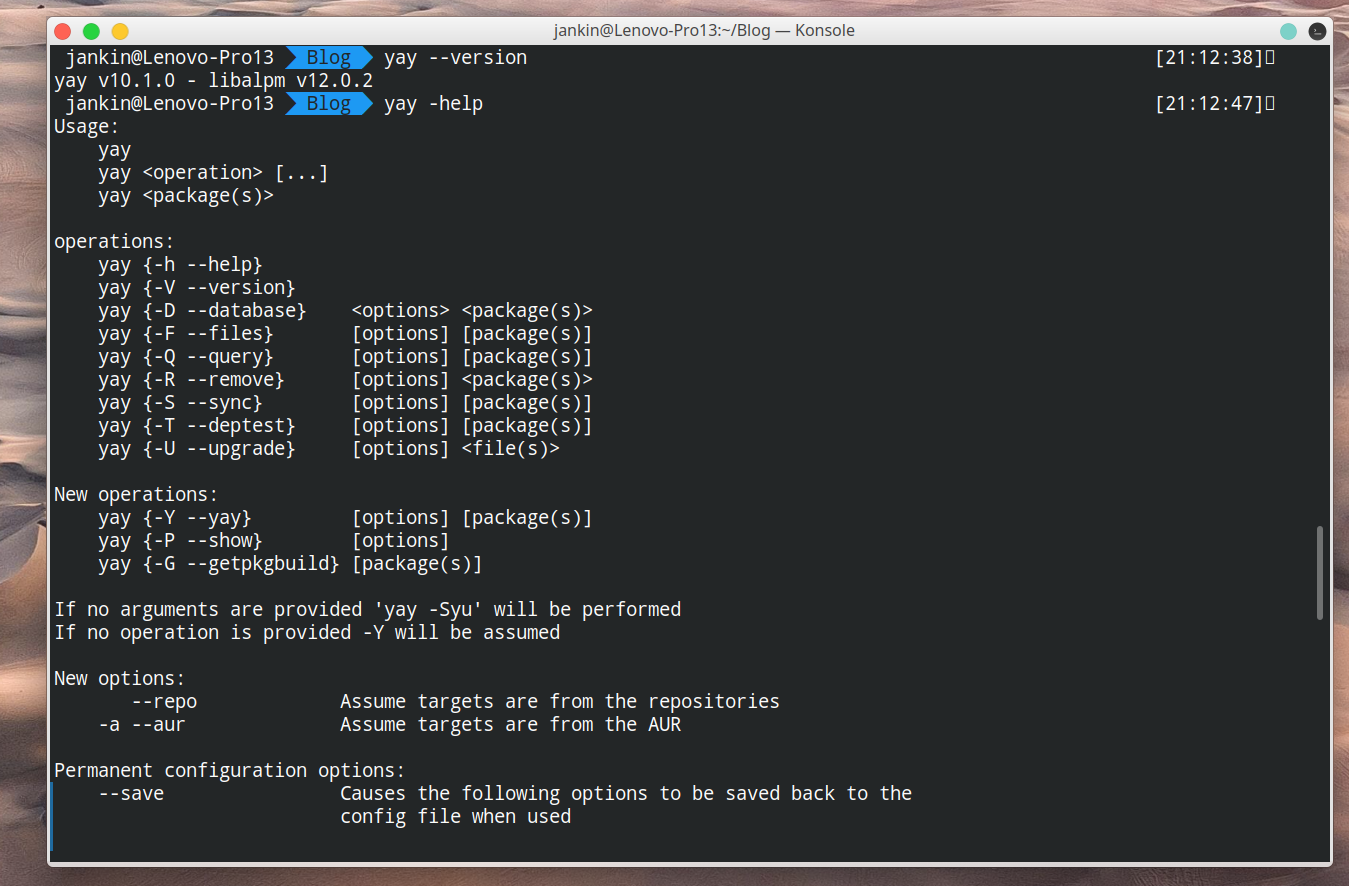 jankin@Lenovo-Pro13:~/Blog — Konsole
jankin@Lenovo-Pro13 Blog yay --version [21:12:38]
yay v10.1.0 - libalpm v12.0.2
jankin@Lenovo-Pro13 Blog yay -help [21:12:47]
Usage:
    yay
    yay <operation> [...]
    yay <package(s)>

operations:
    yay {-h --help}
    yay {-V --version}
    yay {-D --database}    <options> <package(s)>
    yay {-F --files}       [options] [package(s)]
    yay {-Q --query}       [options] [package(s)]
    yay {-R --remove}      [options] <package(s)>
    yay {-S --sync}        [options] [package(s)]
    yay {-T --deptest}     [options] [package(s)]
    yay {-U --upgrade}     [options] <file(s)>

New operations:
    yay {-Y --yay}         [options] [package(s)]
    yay {-P --show}        [options]
    yay {-G --getpkgbuild} [package(s)]

If no arguments are provided 'yay -Syu' will be performed
If no operation is provided -Y will be assumed

New options:
       --repo             Assume targets are from the repositories
    -a --aur              Assume targets are from the AUR

Permanent configuration options:
    --save                Causes the following options to be saved back to the
                          config file when used